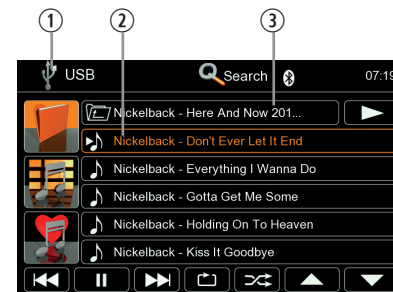 1 2 3
USB Search 07:19
Nickelback - Here And Now 201...
Nickelback - Don't Ever Let It End
Nickelback - Everything I Wanna Do
Nickelback - Gotta Get Me Some
Nickelback - Holding On To Heaven
Nickelback - Kiss It Goodbye